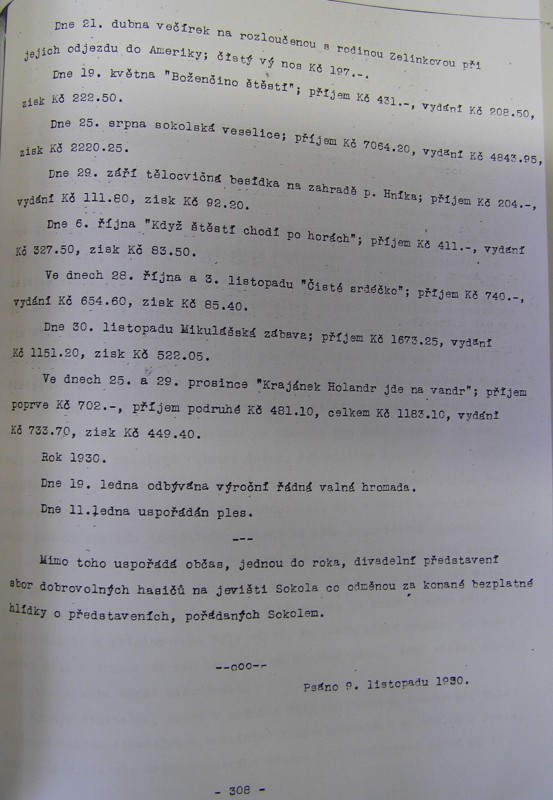 Dne 21. dubna večírek na rozloučenou s rodinou Zelinkovou při
jejich odjezdu do Ameriky; čistý vý nos Kč 197.-.
Dne 19. května "Boženčino štěstí"; příjem Kč 431.-, vydání Kč 208.50,
zisk Kč 222.50.
Dne 25. srpna sokolská veselice; příjem Kč 7064.20, vydání Kč 4843.95,
zisk Kč 2220.25.
Dne 29. září tělocvičná besídka na zahradě p. Hníka; příjem Kč 204.-,
vydání Kč 111.80, zisk Kč 92.20.
Dne 6. října "Když štěstí chodí po horách"; příjem Kč 411.-, vydání
Kč 327.50, zisk Kč 83.50.
Ve dnech 28. října a 3. listopadu "Čisté srdéčko"; příjem Kč 740.-,
vydání Kč 654.60, zisk Kč 85.40.
Dne 30. listopadu Mikulášská zábava; příjem Kč 1673.25, vydání
Kč 1151.20, zisk Kč 522.05.
Ve dnech 25. a 29. prosince "Krajánek Holandr jde na vandr"; příjem
poprve Kč 702.-, příjem podruhé Kč 481.10, celkem Kč 1183.10, vydání
Kč 733.70, zisk Kč 449.40.
Rok 1930.
Dne 19. ledna odbývána výroční řádná valná hromada.
Dne 11.ledna uspořádán ples.
---
Mimo toho uspořádá občas, jednou do roka, divadelní představení
sbor dobrovolných hasičů na jevišti Sokola co odměnou za konané bezplatné
hlídky o představeních, pořádaných Sokolem.
--ooo--
Psáno 9. listopadu 1930.
- 308 -